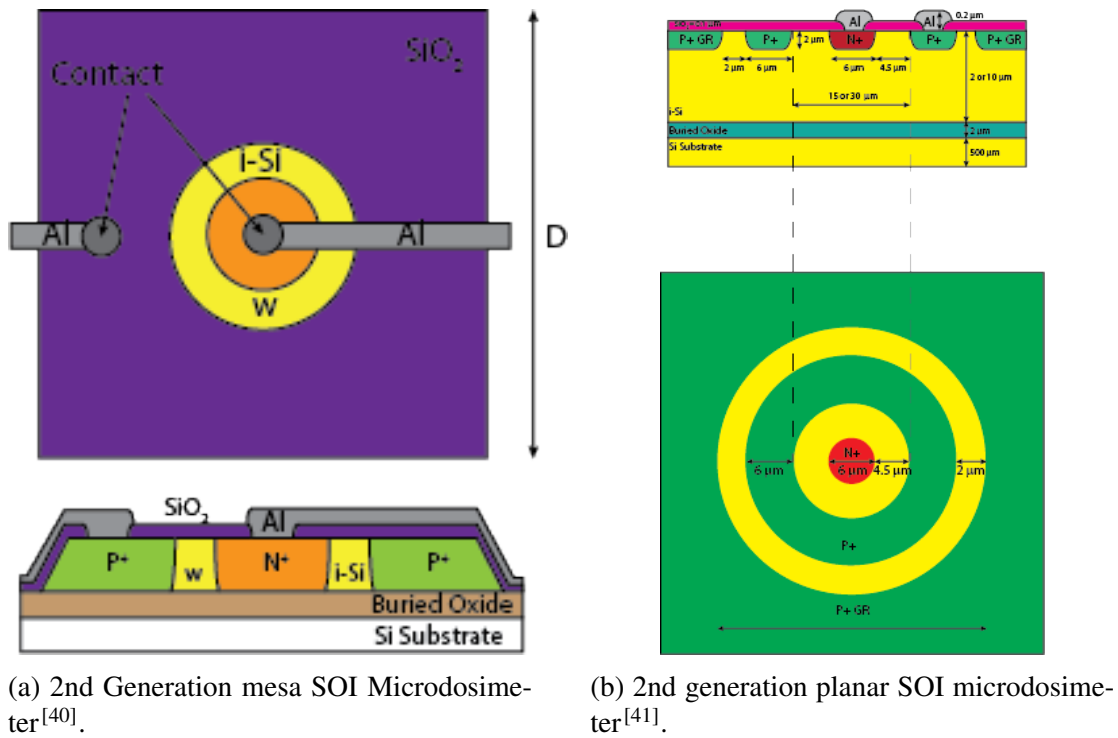 SiO₂
Contact
i-Si
Al
Al
D
w
SiO₂
Al
P⁺
w
N⁺
i-Si
P⁺
Buried Oxide
Si Substrate
(a) 2nd Generation mesa SOI Microdosime-
ter[40].
Al
Al
0.2 µm
P+ GR
P+
N+
P+
P+ GR
2 µm
2 µm
6 µm
6 µm
4.5 µm
2 or 10 µm
15 or 30 µm
i-Si
Buried Oxide
2 µm
Si Substrate
500 µm
N+
6 µm
6 µm
4.5 µm
2 µm
P+
P+ GR
(b) 2nd generation planar SOI microdosime-
ter[41].